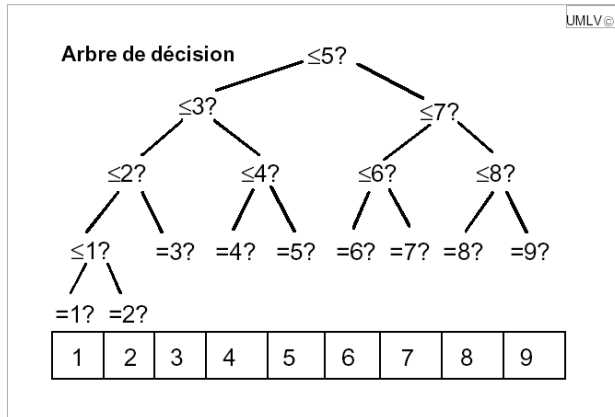 UMLV©
Arbre de décision
≤5?
≤3? ≤7?
≤2? ≤4? ≤6? ≤8?
≤1? =3? =4? =5? =6? =7? =8? =9?
=1? =2?
1 2 3 4 5 6 7 8 9